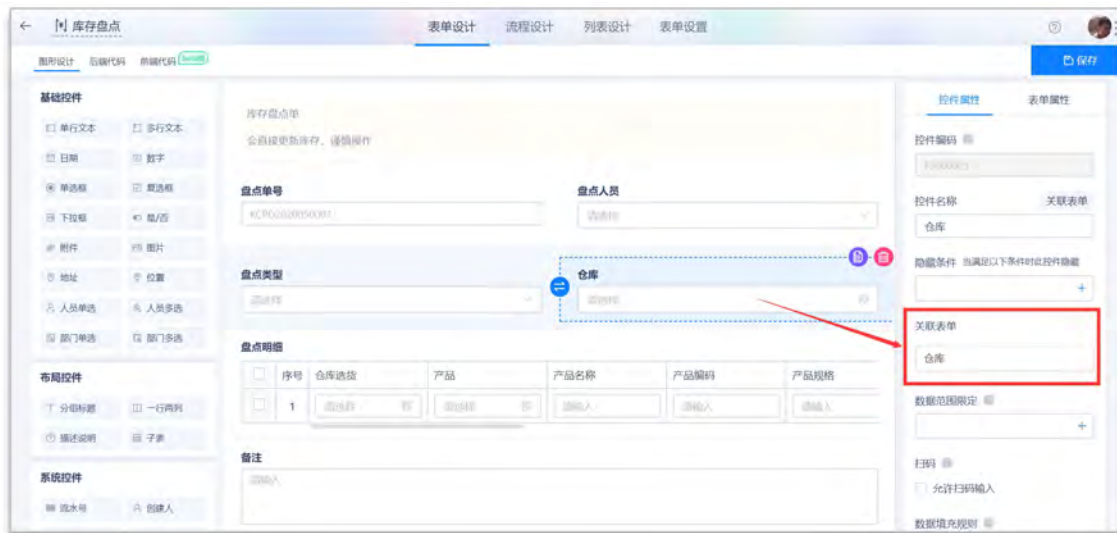 库存盘点
表单设计 流程设计 列表设计 表单设置
图形设计 后端代码 前端代码
保存
基础控件
单行文本 多行文本
日期 数字
单选框 复选框
下拉框 是/否
附件 图片
地址 位置
人员单选 人员多选
部门单选 部门多选
布局控件
分组标题 一行两列
描述说明 子表
系统控件
流水号 创建人
库存盘点单
会直接更新库存,谨慎操作
盘点单号 盘点人员
请选择
盘点类型 仓库
请选择 请选择
盘点明细
序号 仓库选货 产品 产品名称 产品编码 产品规格
1 请选择 请选择 请输入 请输入 请输入
备注
请输入
控件属性 表单属性
控件编码
控件名称 关联表单
仓库
隐藏条件 当满足以下条件时此控件隐藏
关联表单
仓库
数据范围限定
扫码
允许扫码输入
数据填充规则